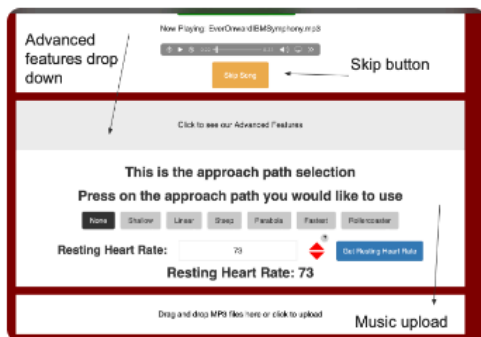 Now Playing: EverOnwardIBMSymphony.mp3
Advanced features drop down
Skip Song
Skip button
Click to see our Advanced Features
This is the approach path selection
Press on the approach path you would like to use
None Shallow Linear Steep Parabola Fastest Rollercoaster
Resting Heart Rate: 73 Get Resting Heart Rate
Resting Heart Rate: 73
Drag and drop MP3 files here or click to upload
Music upload